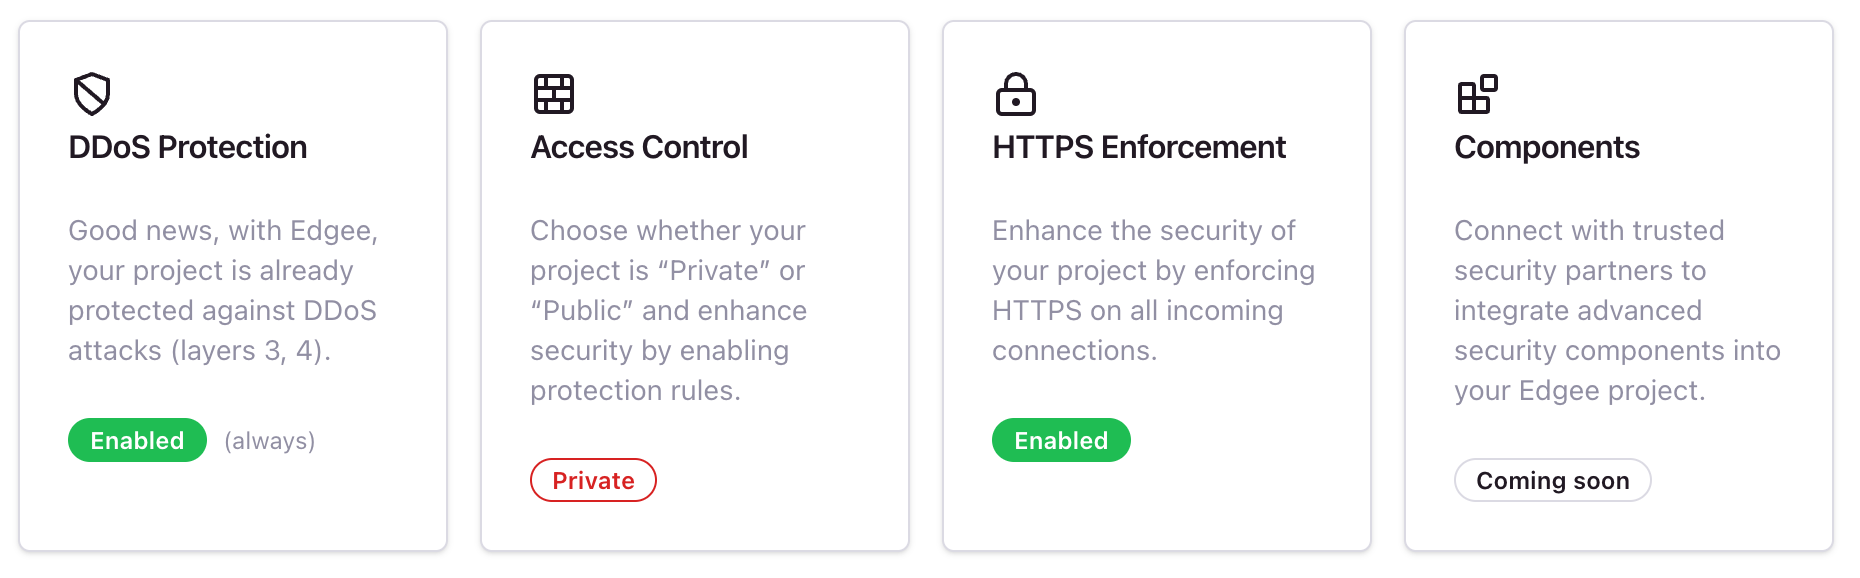 DDoS Protection
Good news, with Edgee,
your project is already
protected against DDoS
attacks (layers 3, 4).
Enabled (always)
Access Control
Choose whether your
project is “Private” or
“Public” and enhance
security by enabling
protection rules.
Private
HTTPS Enforcement
Enhance the security of
your project by enforcing
HTTPS on all incoming
connections.
Enabled
Components
Connect with trusted
security partners to
integrate advanced
security components into
your Edgee project.
Coming soon